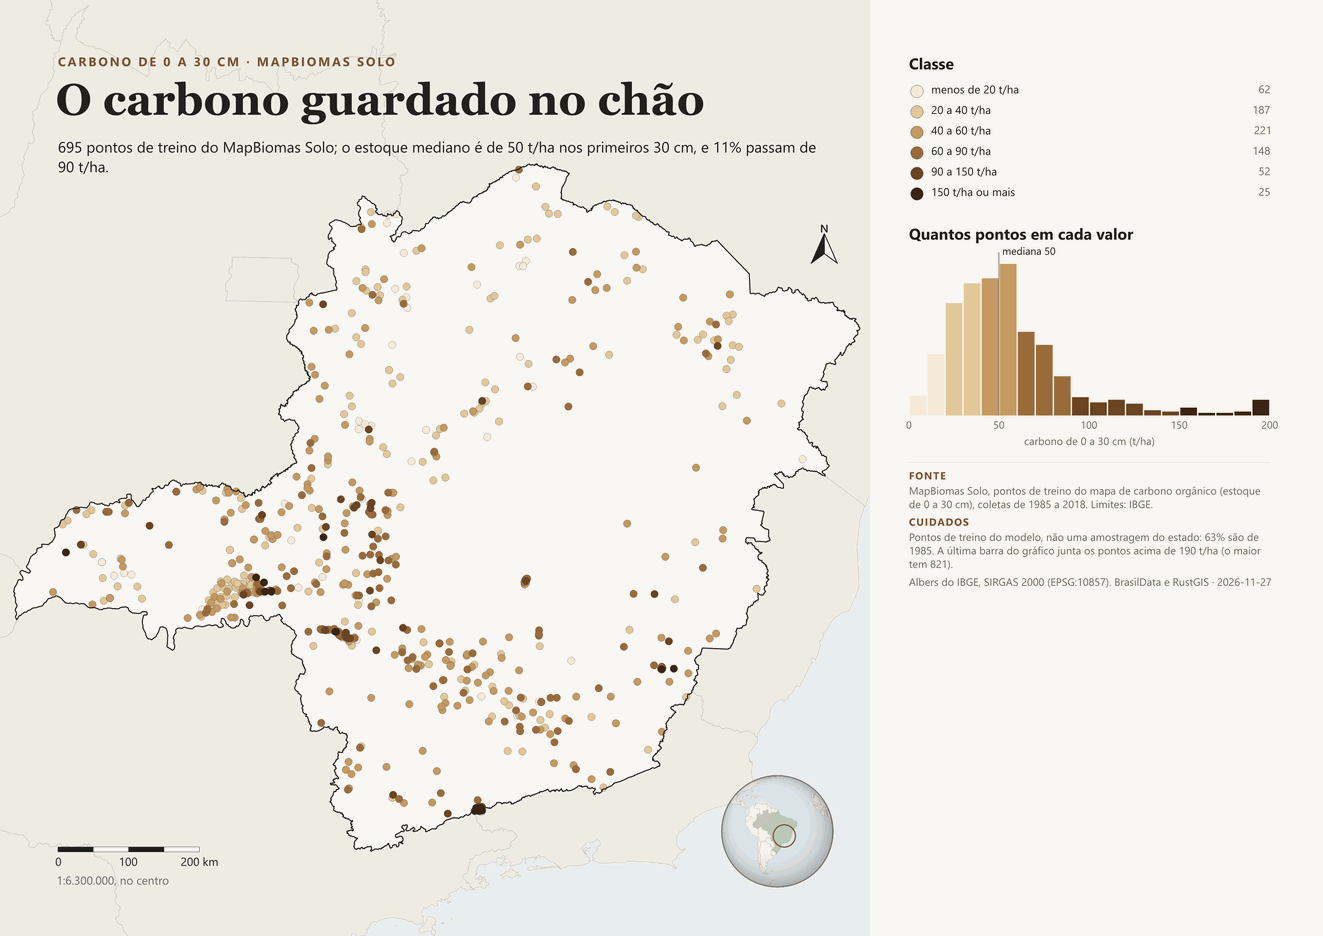 CARBONO DE 0 A 30 CM · MAPBIOMAS SOLO
O carbono guardado no chão
695 pontos de treino do MapBiomas Solo; o estoque mediano é de 50 t/ha nos primeiros 30 cm, e 11% passam de
90 t/ha.
N
0 100 200 km
1:6.300.000, no centro
Classe
menos de 20 t/ha 62
20 a 40 t/ha 187
40 a 60 t/ha 221
60 a 90 t/ha 148
90 a 150 t/ha 52
150 t/ha ou mais 25
Quantos pontos em cada valor
mediana 50
0 50 100 150 200
carbono de 0 a 30 cm (t/ha)
FONTE
MapBiomas Solo, pontos de treino do mapa de carbono orgânico (estoque
de 0 a 30 cm), coletas de 1985 a 2018. Limites: IBGE.
CUIDADOS
Pontos de treino do modelo, não uma amostragem do estado: 63% são de
1985. A última barra do gráfico junta os pontos acima de 190 t/ha (o maior
tem 821).
Albers do IBGE, SIRGAS 2000 (EPSG:10857). BrasilData e RustGIS · 2026-11-27